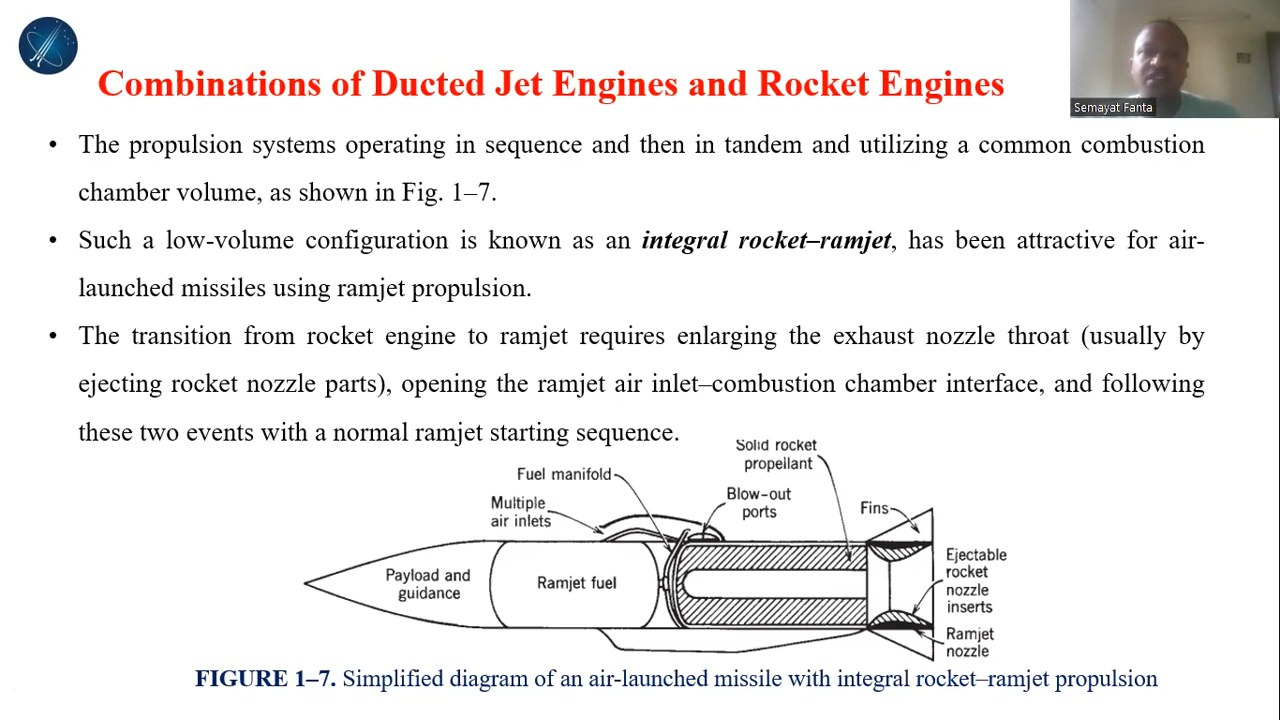 Combinations of Ducted Jet Engines and Rocket Engines
Semayat Fanta
• The propulsion systems operating in sequence and then in tandem and utilizing a common combustion
chamber volume, as shown in Fig. 1–7.
• Such a low-volume configuration is known as an integral rocket–ramjet, has been attractive for air-
launched missiles using ramjet propulsion.
• The transition from rocket engine to ramjet requires enlarging the exhaust nozzle throat (usually by
ejecting rocket nozzle parts), opening the ramjet air inlet–combustion chamber interface, and following
these two events with a normal ramjet starting sequence.
Solid rocket
propellant
Fuel manifold
Blow-out
ports
Multiple
air inlets
Fins
Payload and
guidance
Ramjet fuel
Ejectable
rocket
nozzle
inserts
Ramjet
nozzle
FIGURE 1–7. Simplified diagram of an air-launched missile with integral rocket–ramjet propulsion